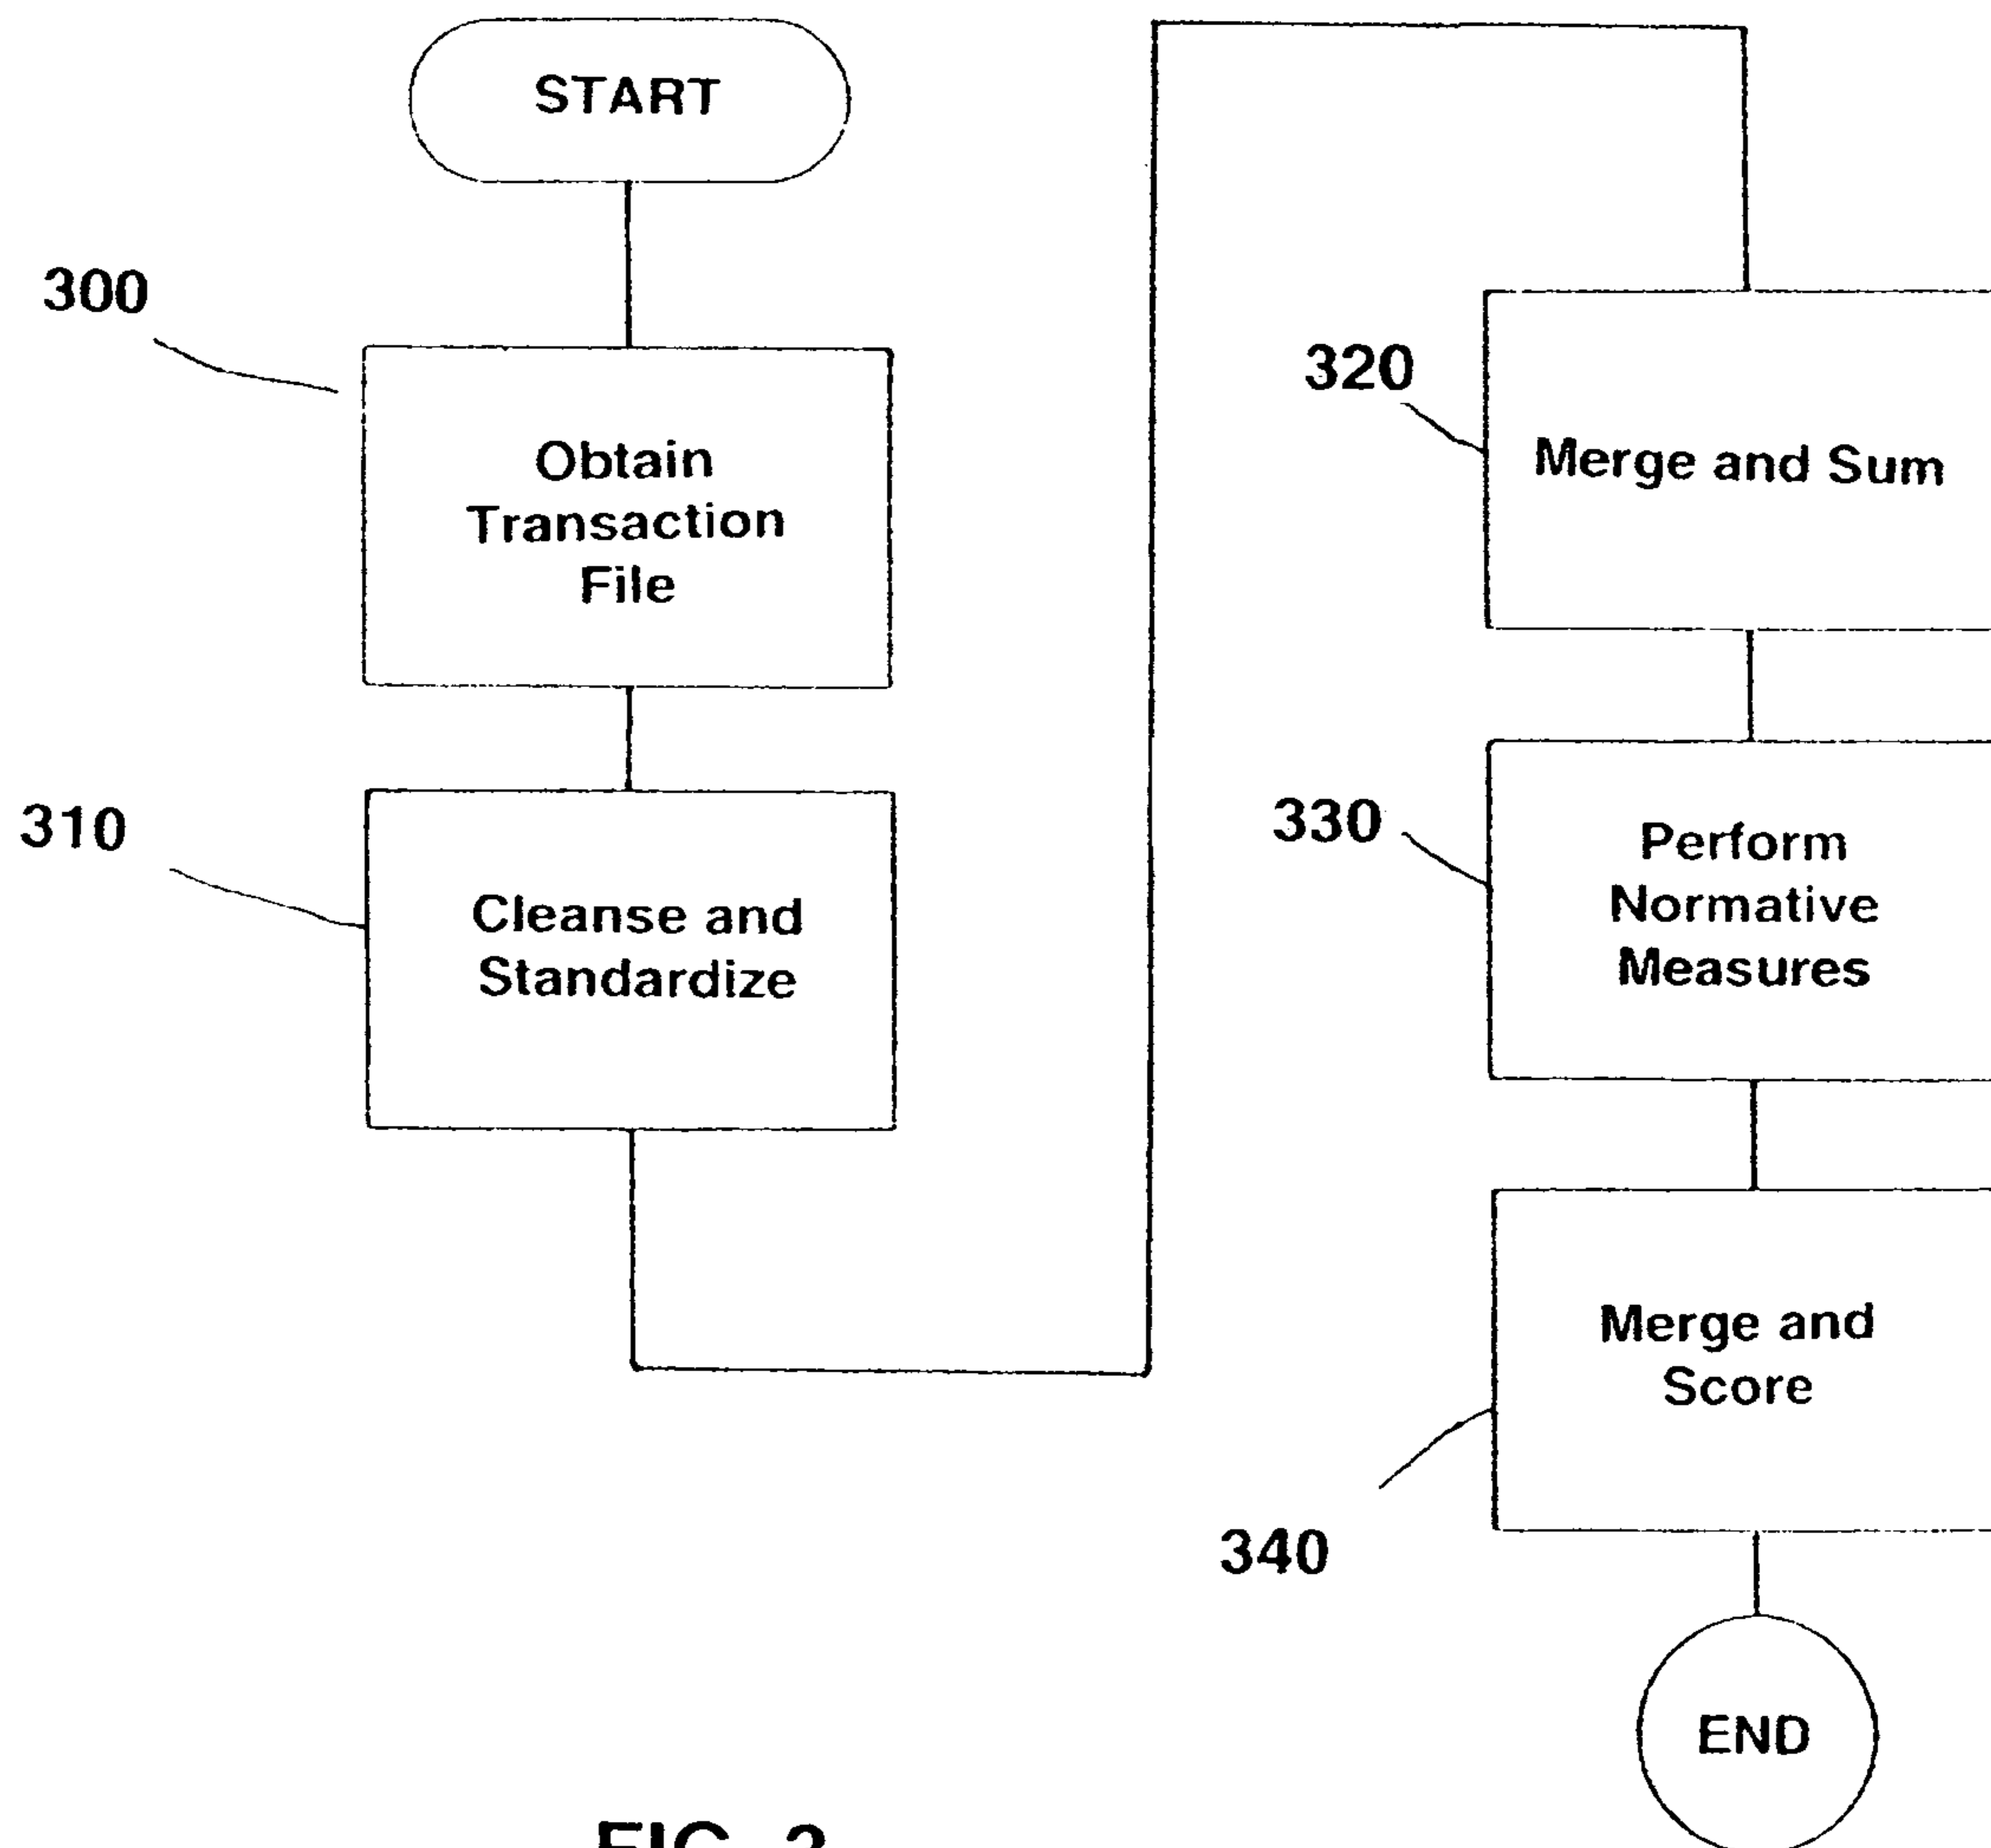 START
300
Obtain
Transaction
File
310
Cleanse and
Standardize
320
Merge and Sum
330
Perform
Normative
Measures
Merge and
Score
340
END
FIG.